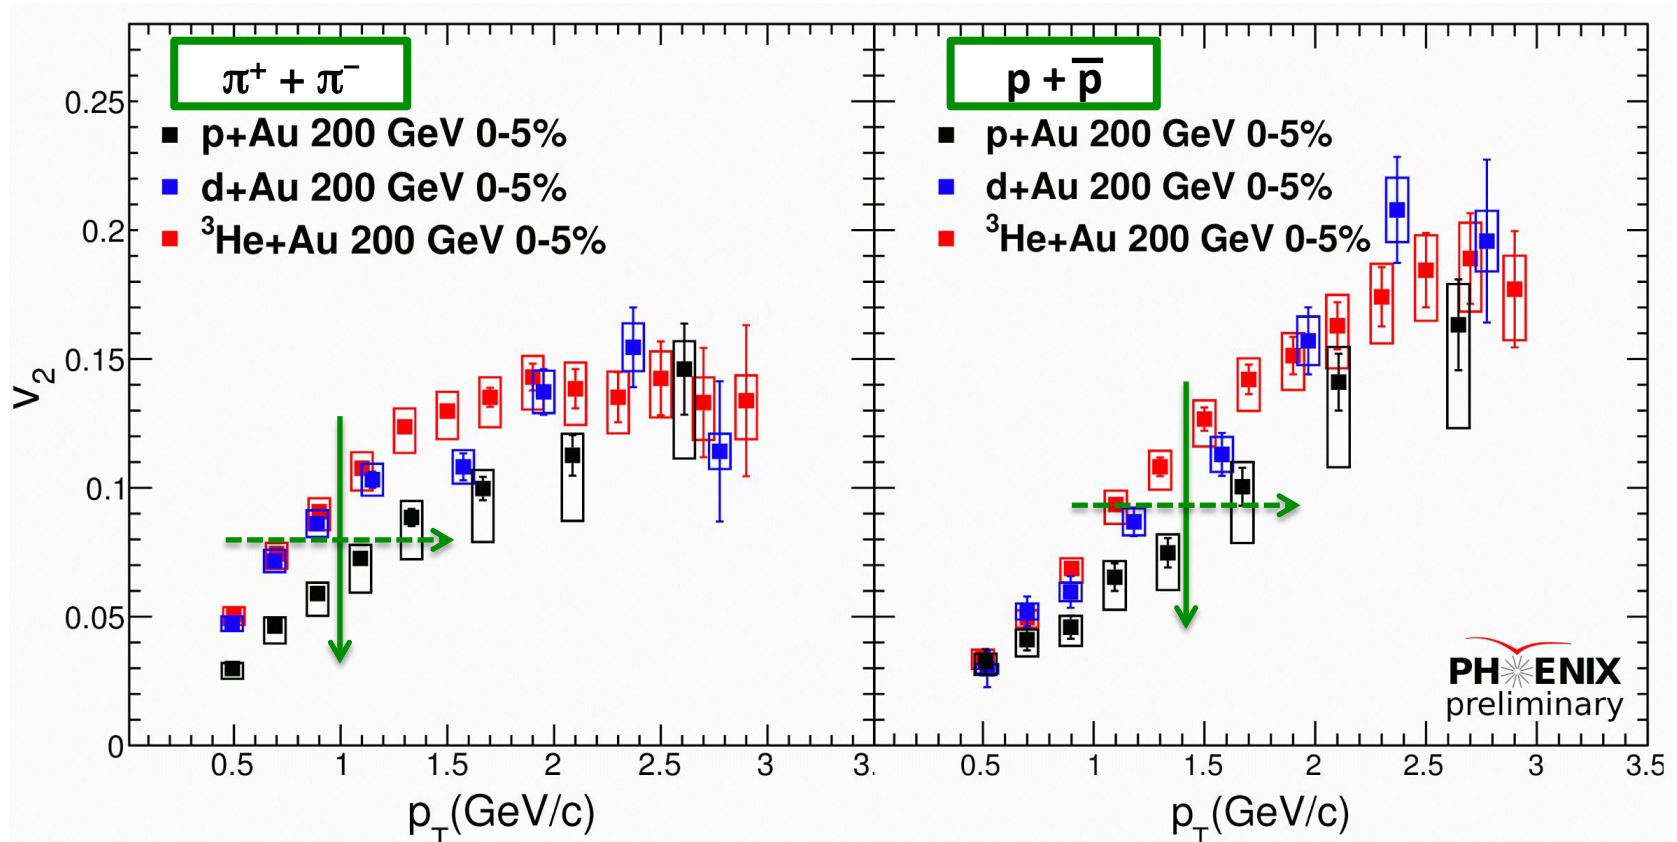 π⁺ + π⁻
p+Au 200 GeV 0-5%
d+Au 200 GeV 0-5%
³He+Au 200 GeV 0-5%
p + p̅
p+Au 200 GeV 0-5%
d+Au 200 GeV 0-5%
³He+Au 200 GeV 0-5%
v₂
0.25
0.2
0.15
0.1
0.05
0
0.5 1 1.5 2 2.5 3 3.
0.5 1 1.5 2 2.5 3 3.5
p_T(GeV/c)
p_T(GeV/c)
PHENIX
preliminary